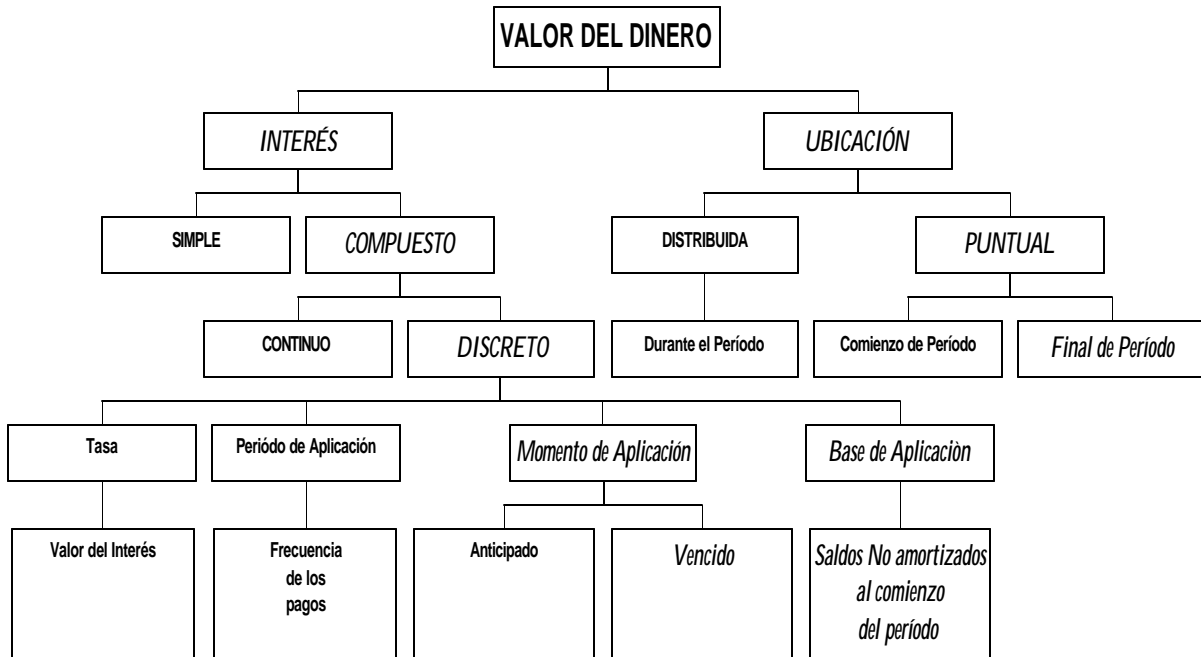 VALOR DEL DINERO
INTERÉS
UBICACIÓN
SIMPLE
COMPUESTO
DISTRIBUIDA
PUNTUAL
CONTINUO
DISCRETO
Durante el Período
Comienzo de Período
Final de Período
Tasa
Periódo de Aplicación
Momento de Aplicación
Base de Aplicaciòn
Valor del Interés
Frecuencia
de los
pagos
Anticipado
Vencido
Saldos No amortizados
al comienzo
del período